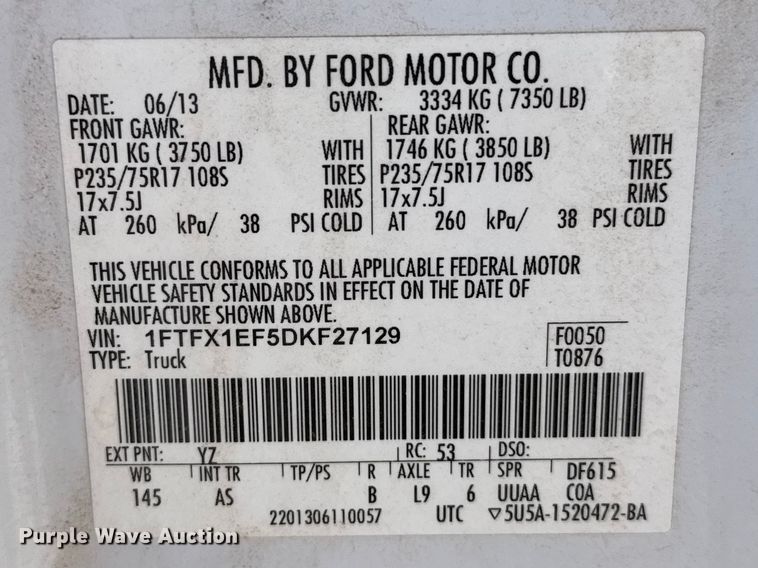 MFD. BY FORD MOTOR CO.
DATE: 06/13 GVWR: 3334 KG ( 7350 LB)
FRONT GAWR: REAR GAWR:
1701 KG ( 3750 LB) WITH 1746 KG ( 3850 LB) WITH
P235/75R17 108S TIRES P235/75R17 108S TIRES
17x7.5J RIMS 17x7.5J RIMS
AT 260 kPa/ 38 PSI COLD AT 260 kPa/ 38 PSI COLD
THIS VEHICLE CONFORMS TO ALL APPLICABLE FEDERAL MOTOR
VEHICLE SAFETY STANDARDS IN EFFECT ON THE DATE OF
MANUFACTURE SHOWN ABOVE.
VIN: 1FTFX1EF5DKF27129 F0050
TYPE: Truck T0876
EXT PNT: YZ RC: 53 DSO:
WB INT TR TP/PS R AXLE TR SPR DF615
145 AS B L9 6 UUAA COA
2201306110057 UTC ▽5U5A-1520472-BA
Purple Wave Auction